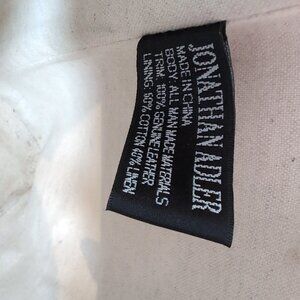 JONATHAN ADLER
MADE IN CHINA
BODY: ALL MAN MADE MATERIALS
TRIM: 100% GENUINE LEATHER
LINING: 60% COTTON 40% LINEN
LINEN